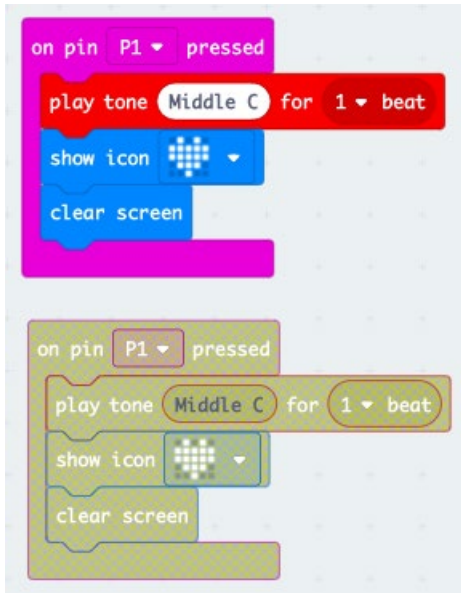 on pin P1 pressed
play tone Middle C for 1 beat
show icon
clear screen
on pin P1 pressed
play tone Middle C for 1 beat
show icon
clear screen